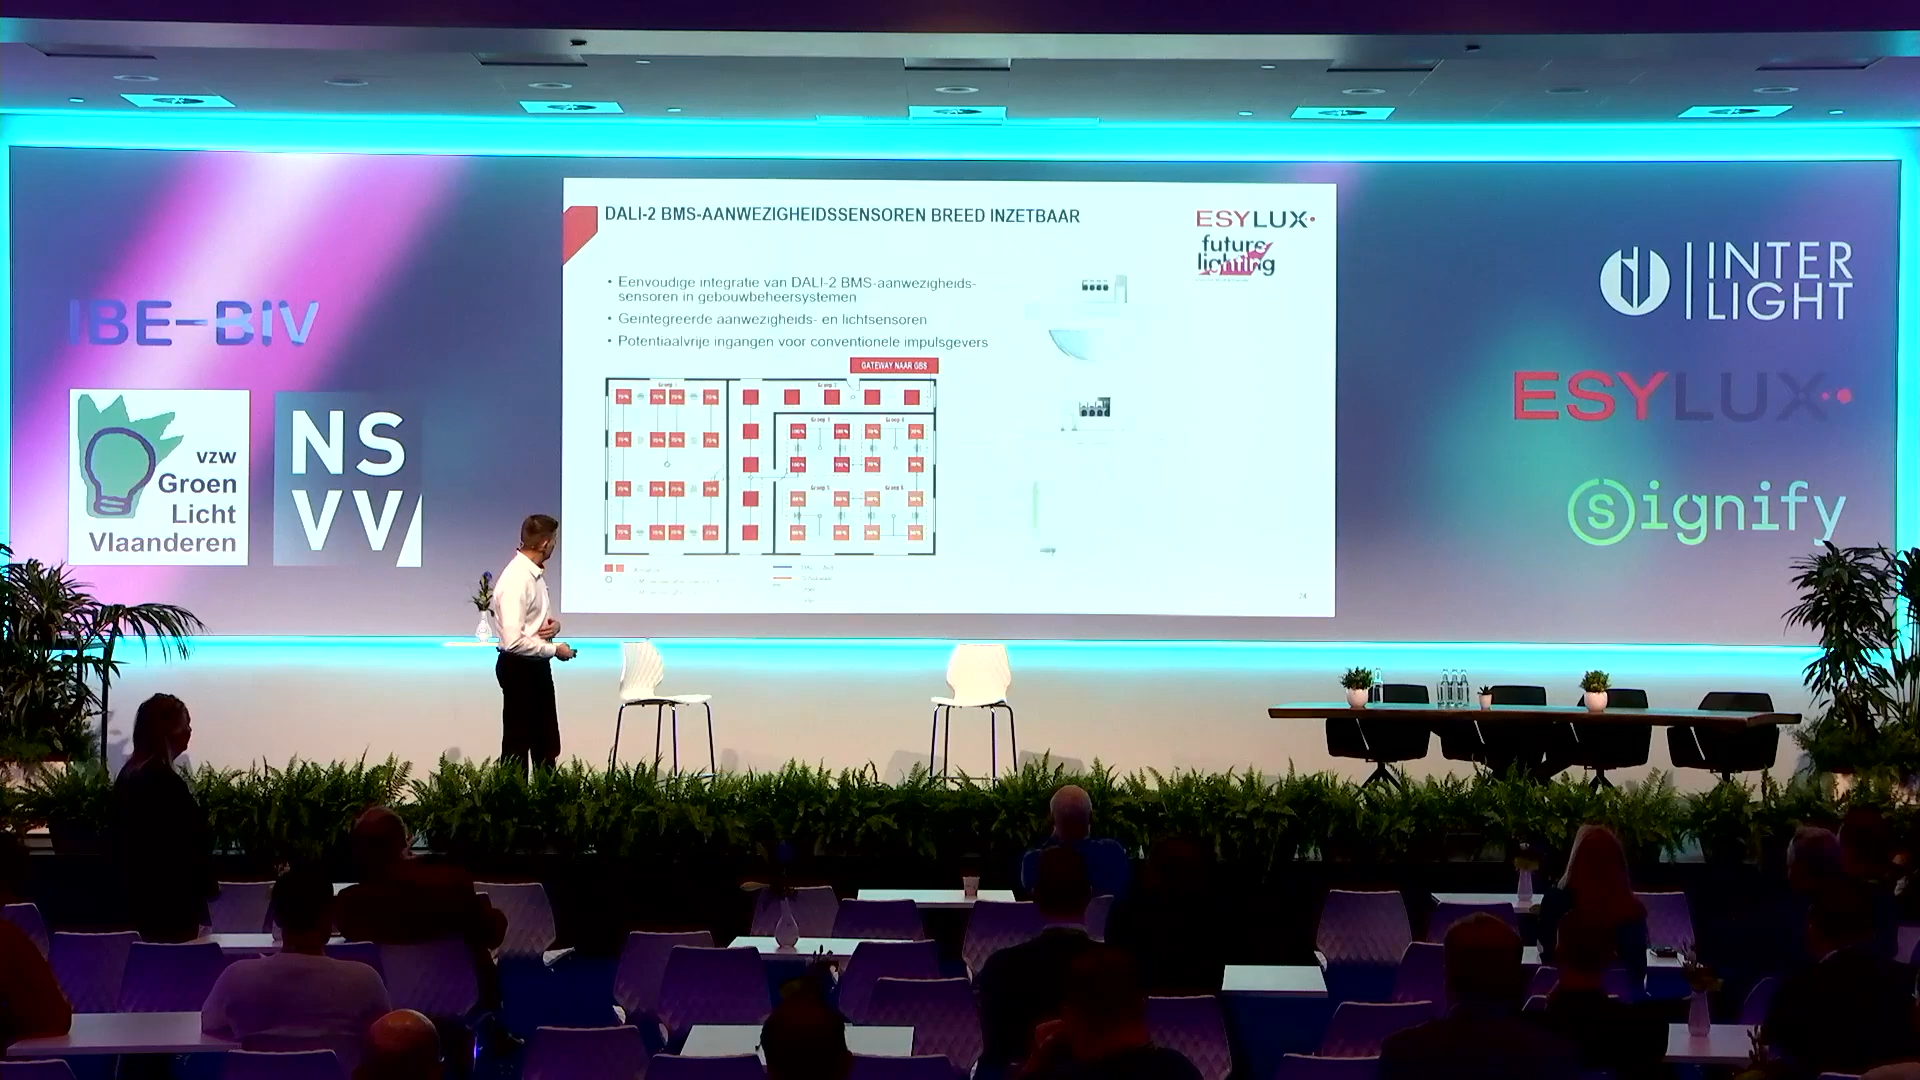 DALI-2 BMS-AANWEZIGHEIDSSENSOREN BREED INZETBAAR
ESYLUX
future
lighting
• Eenvoudige integratie van DALI-2 BMS-aanwezigheids-
sensoren in gebouwbeheersystemen
• Geïntegreerde aanwezigheids- en lichtsensoren
• Potentiaalvrije ingangen voor conventionele impulsgevers
GATEWAY NAAR GBS
24
IBE-BIV
vzw
Groen
Licht
Vlaanderen
NS
VV
INTER
LIGHT
ESYLUX
signify